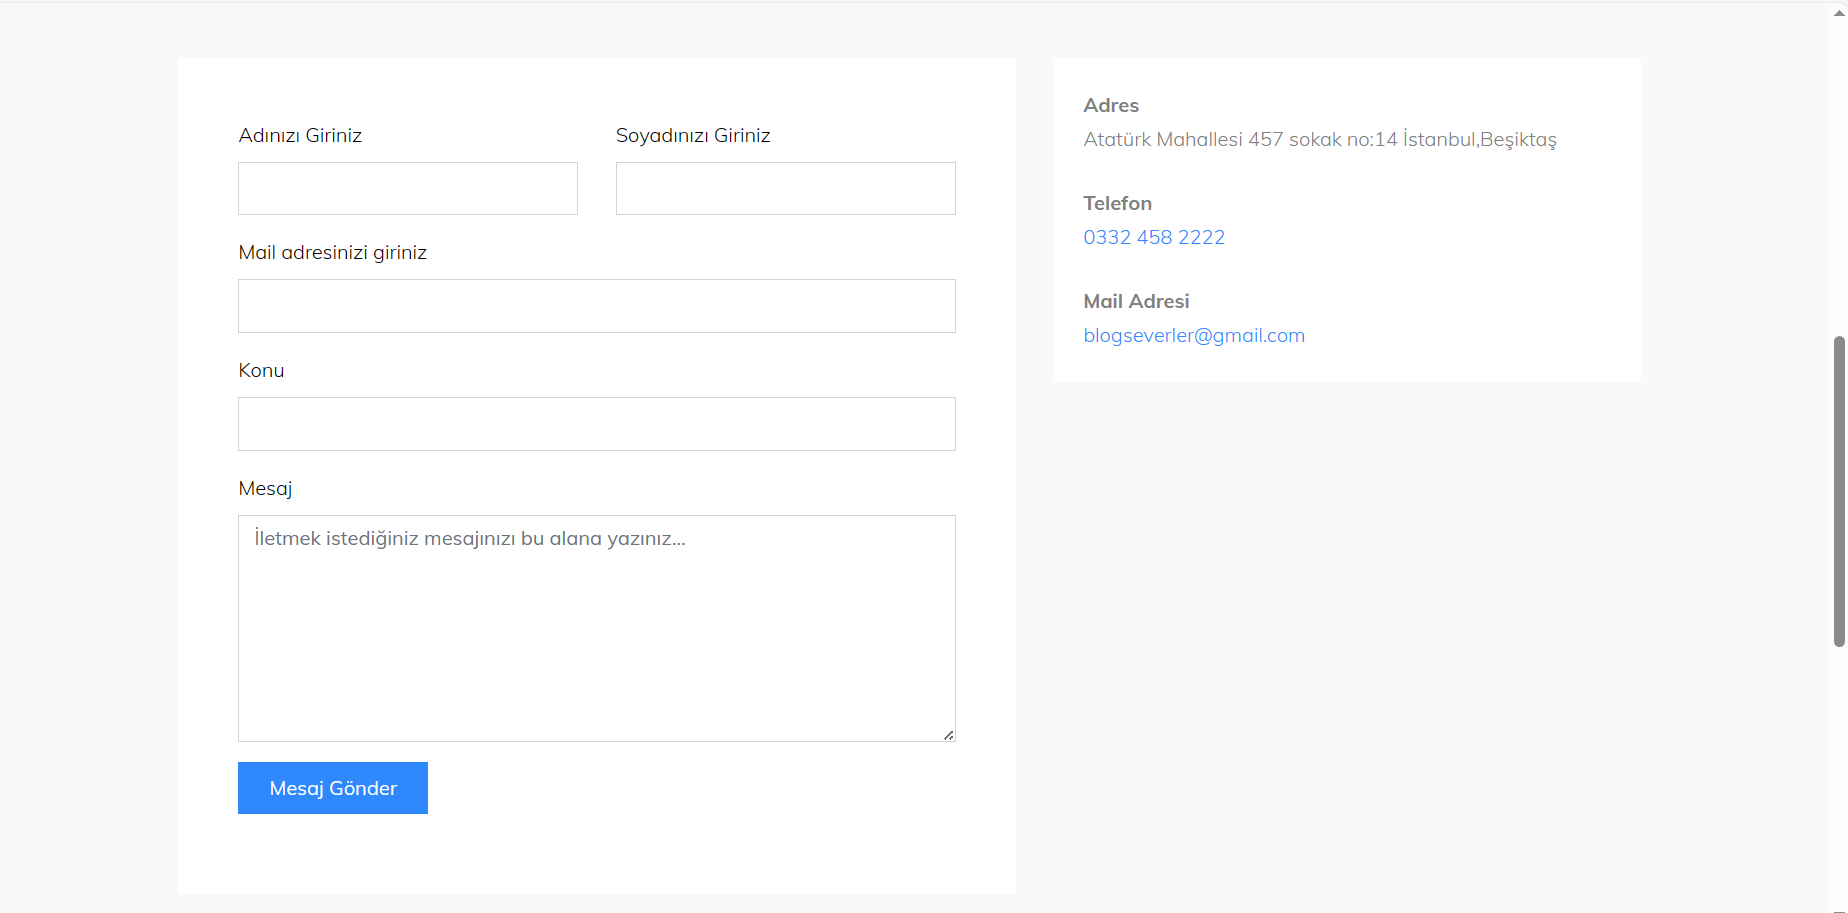 Adınızı Giriniz
Soyadınızı Giriniz
Mail adresinizi giriniz
Konu
Mesaj
İletmek istediğiniz mesajınızı bu alana yazınız...
Mesaj Gönder
Adres
Atatürk Mahallesi 457 sokak no:14 İstanbul,Beşiktaş
Telefon
0332 458 2222
Mail Adresi
blogseverler@gmail.com